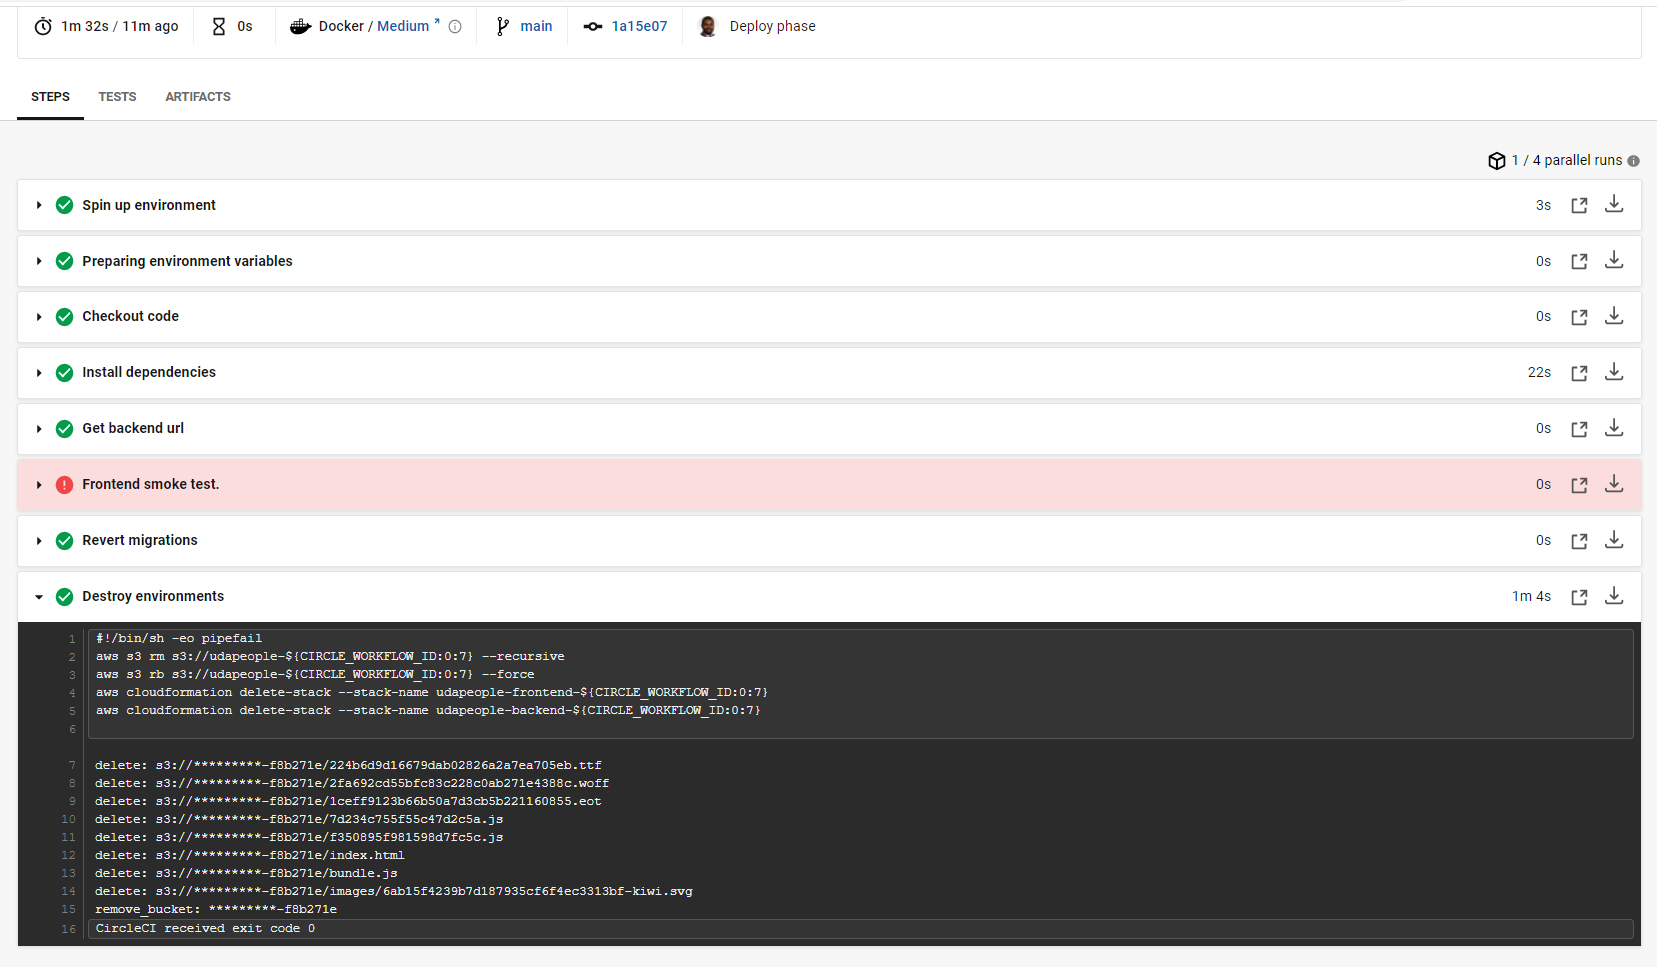 1m 32s / 11m ago 0s Docker / Medium main 1a15e07 Deploy phase
STEPS TESTS ARTIFACTS
1 / 4 parallel runs
Spin up environment 3s
Preparing environment variables 0s
Checkout code 0s
Install dependencies 22s
Get backend url 0s
Frontend smoke test. 0s
Revert migrations 0s
Destroy environments 1m 4s
1 #!/bin/sh -eo pipefail
2 aws s3 rm s3://udapeople-${CIRCLE_WORKFLOW_ID:0:7} --recursive
3 aws s3 rb s3://udapeople-${CIRCLE_WORKFLOW_ID:0:7} --force
4 aws cloudformation delete-stack --stack-name udapeople-frontend-${CIRCLE_WORKFLOW_ID:0:7}
5 aws cloudformation delete-stack --stack-name udapeople-backend-${CIRCLE_WORKFLOW_ID:0:7}
6
7 delete: s3://*********-f8b271e/224b6d9d16679dab02826a2a7ea705eb.ttf
8 delete: s3://*********-f8b271e/2fa692cd55bfc83c228c0ab271e4388c.woff
9 delete: s3://*********-f8b271e/1ceff9123b66b50a7d3cb5b221160855.eot
10 delete: s3://*********-f8b271e/7d234c755f55c47d2c5a.js
11 delete: s3://*********-f8b271e/f350895f981598d7fc5c.js
12 delete: s3://*********-f8b271e/index.html
13 delete: s3://*********-f8b271e/bundle.js
14 delete: s3://*********-f8b271e/images/6ab15f4239b7d187935cf6f4ec3313bf-kiwi.svg
15 remove_bucket: *********-f8b271e
16 CircleCI received exit code 0